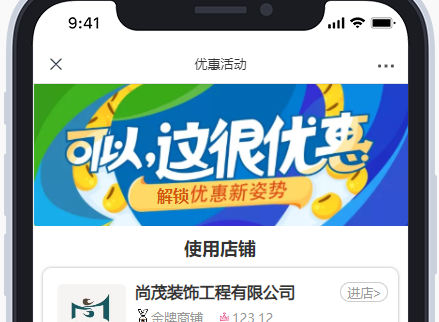 9:41
优惠活动
可以,这很优惠
解锁优惠新姿势
使用店铺
尚茂装饰工程有限公司
进店>
金牌商铺 123.12